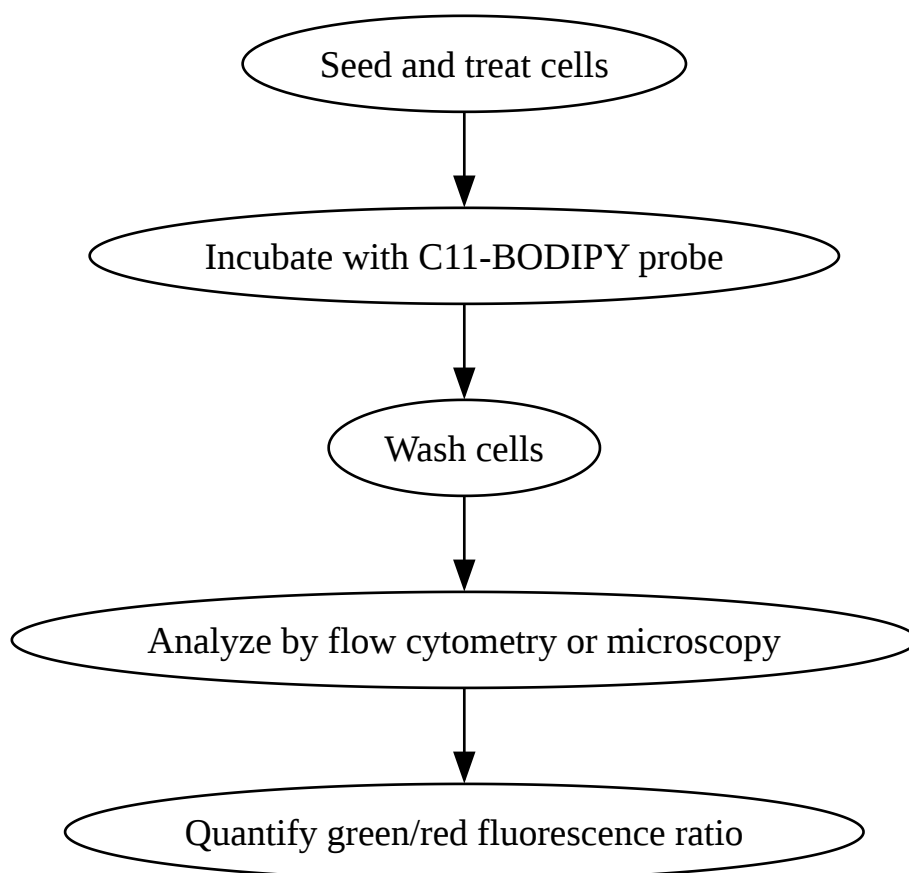 Seed and treat cells
Incubate with C11-BODIPY probe
Wash cells
Analyze by flow cytometry or microscopy
Quantify green/red fluorescence ratio